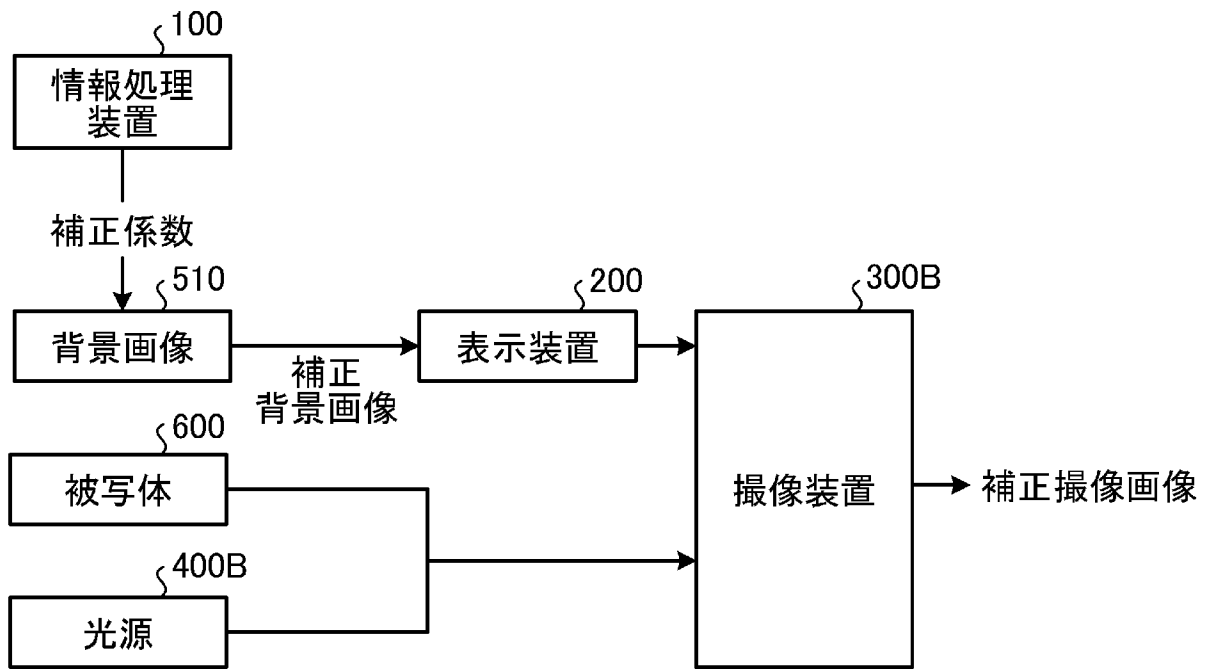 100
情報処理
装置
補正係数
510
背景画像
補正
背景画像
200
表示装置
300B
撮像装置
補正撮像画像
600
被写体
400B
光源